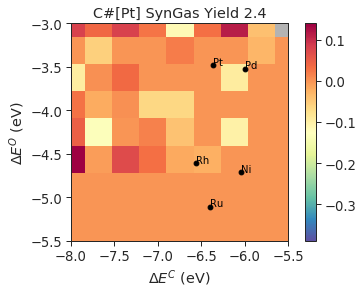 C#[Pt] SynGas Yield 2.4
−3.0
−3.5
−4.0
−4.5
−5.0
−5.5
ΔE^O (eV)
Pt
Pd
Rh
Ni
Ru
−8.0 −7.5 −7.0 −6.5 −6.0 −5.5
ΔE^C (eV)
0.1
0.0
−0.1
−0.2
−0.3